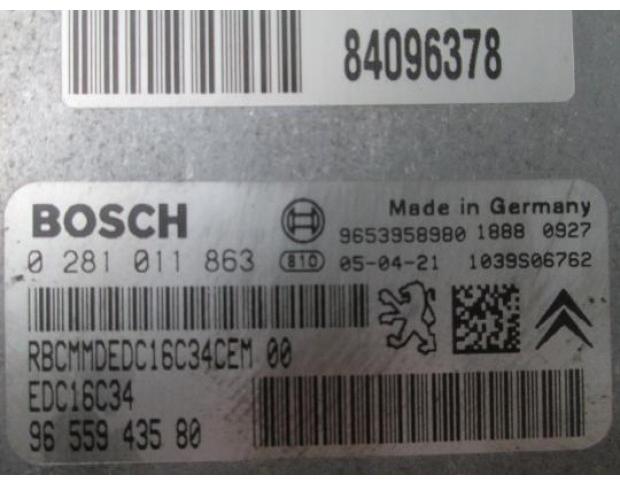 84096378
BOSCH
Made in Germany
9653958980 1888 0927
0 281 011 863 810 05-04-21 1039S06762
RBCMMDEDC16C34CEM 00
EDC16C34
96 559 435 80